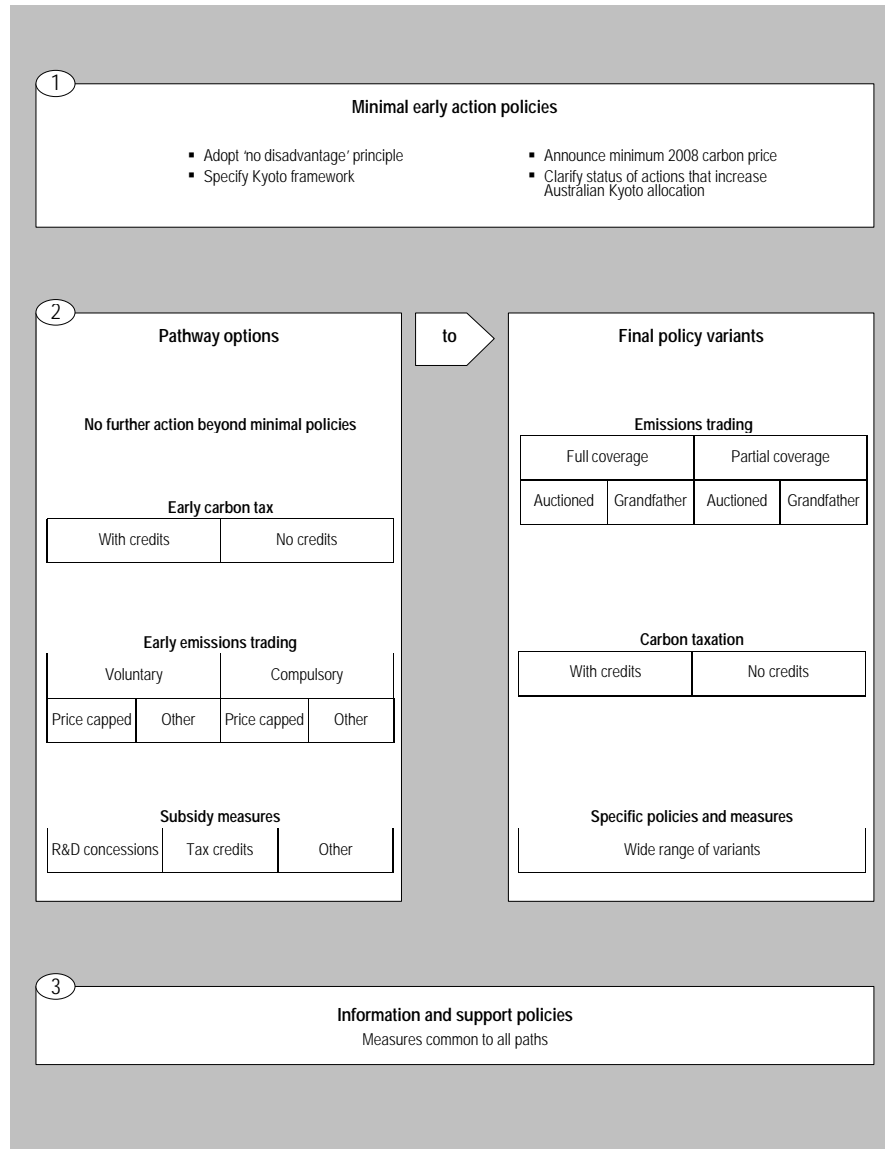 1
Minimal early action policies
▪ Adopt ‘no disadvantage’ principle
▪ Specify Kyoto framework
▪ Announce minimum 2008 carbon price
▪ Clarify status of actions that increase
Australian Kyoto allocation
2
Pathway options
No further action beyond minimal policies
Early carbon tax
With credits No credits
Early emissions trading
Voluntary Compulsory
Price capped Other Price capped Other
Subsidy measures
R&D concessions Tax credits Other
to
Final policy variants
Emissions trading
Full coverage Partial coverage
Auctioned Grandfather Auctioned Grandfather
Carbon taxation
With credits No credits
Specific policies and measures
Wide range of variants
3
Information and support policies
Measures common to all paths